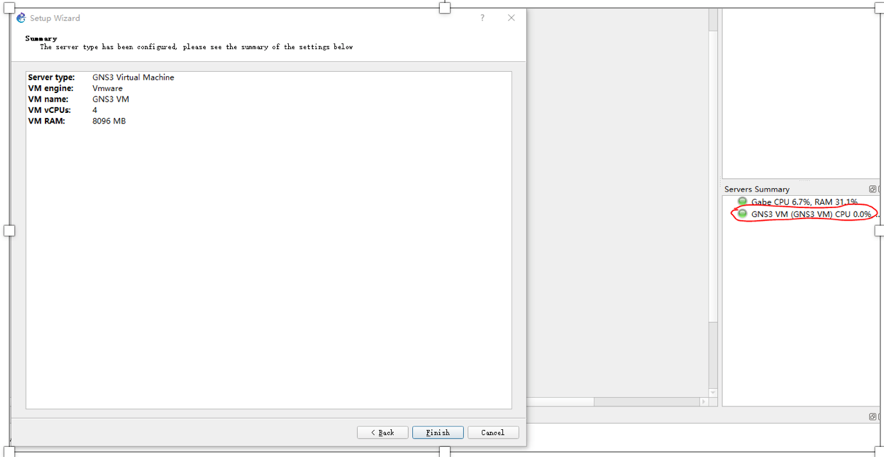 Setup Wizard
Summary
The server type has been configured, please see the summary of the settings below
Server type: GNS3 Virtual Machine
VM engine: Vmware
VM name: GNS3 VM
VM vCPUs: 4
VM RAM: 8096 MB
< Back
Finish
Cancel
Servers Summary
Gabe CPU 6.7%, RAM 31.1%
GNS3 VM (GNS3 VM) CPU 0.0%, ..